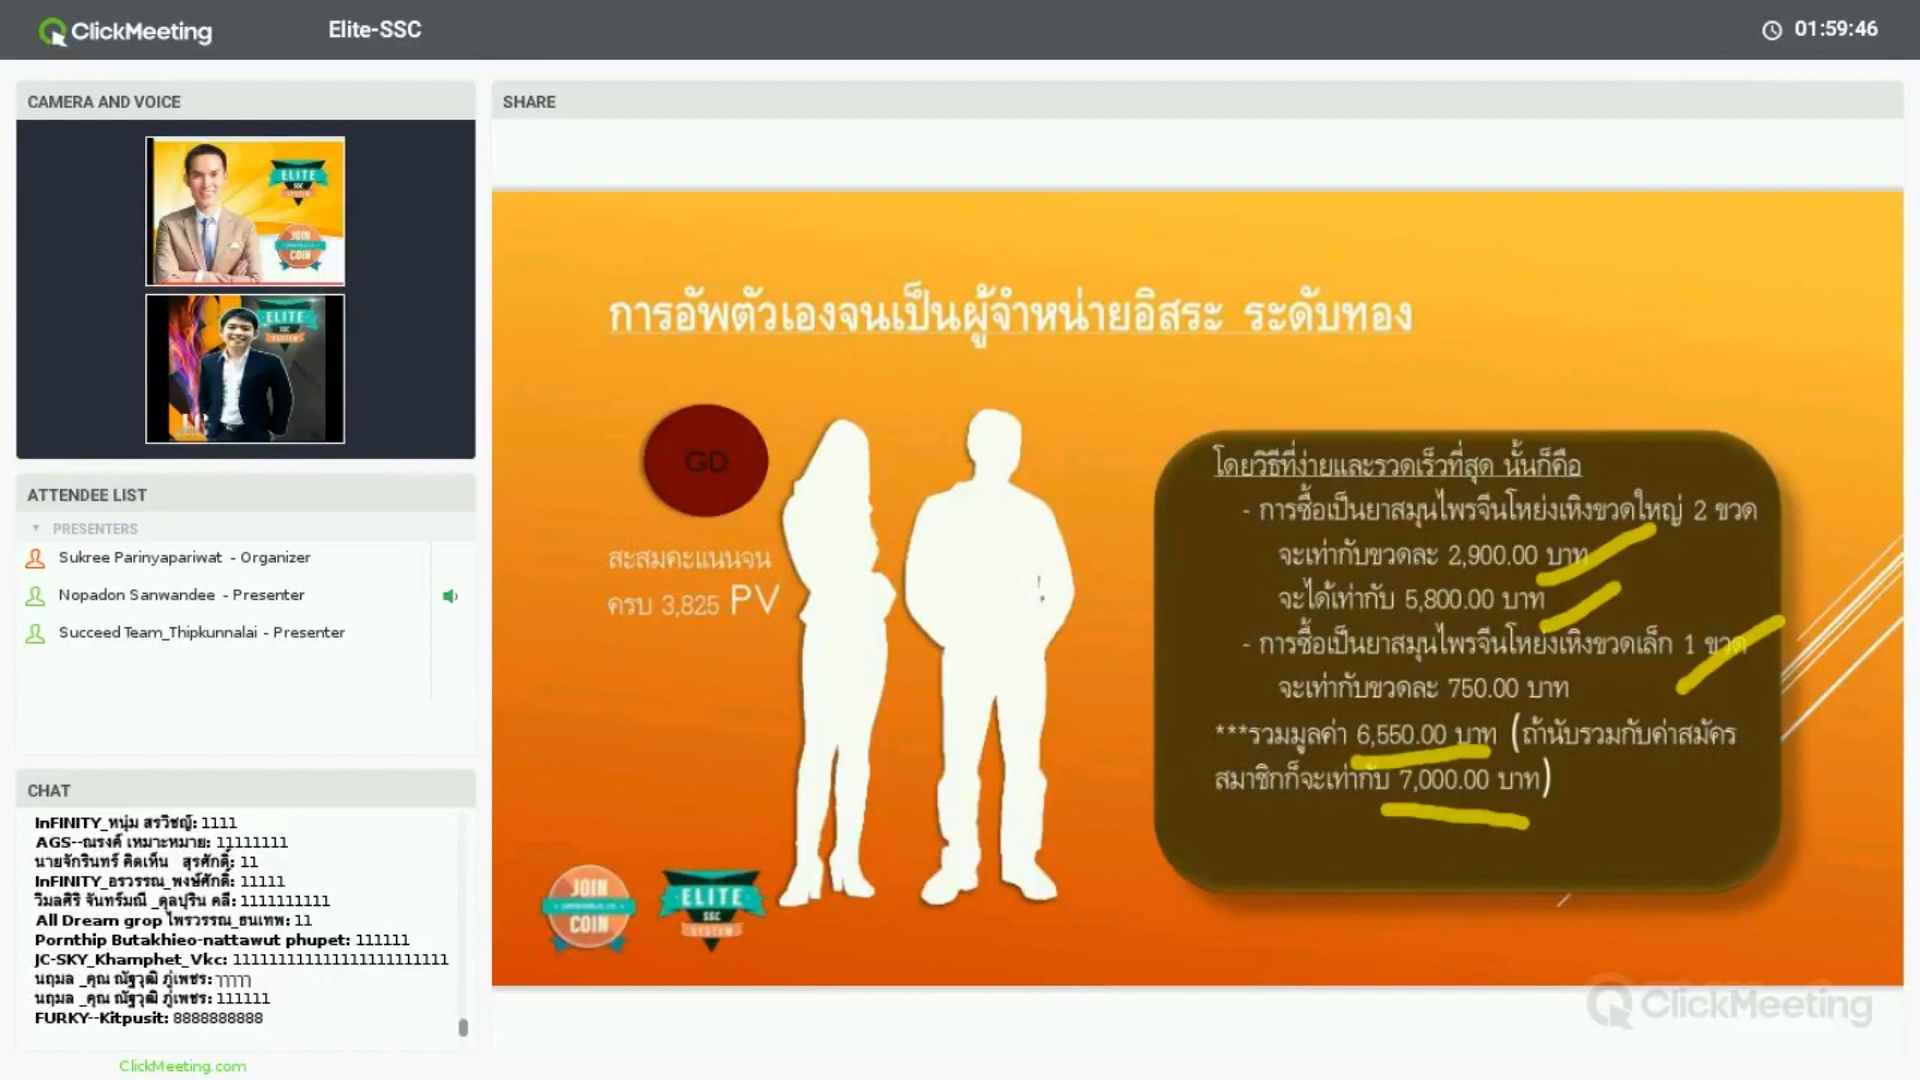 ClickMeeting
Elite-SSC
01:59:46
CAMERA AND VOICE
ELITE
SSC
SYSTEM
JOIN
COIN
ELITE
SSC
SYSTEM
ATTENDEE LIST
PRESENTERS
Sukree Parinyapariwat - Organizer
Nopadon Sanwandee - Presenter
Succeed Team_Thipkunnalai - Presenter
CHAT
InFINITY_หนุ่ม สรวิชญ์: 1111
AGS--ณรงค์ เหมาะหมาย: 11111111
นายจักรินทร์ คิดเห็น สุรศักดิ์: 11
InFINITY_อรวรรณ_พงษ์ศักดิ์: 11111
วิมลศิริ จันทร์มณี _ดุลปุริน คลี: 1111111111
All Dream grop ไพรวรรณ_ธนเทพ: 11
Pornthip Butakhieo-nattawut phupet: 111111
JC-SKY_Khamphet_Vkc: 111111111111111111111111
นฤมล _คุณ ณัฐวุฒิ ภู่เพชร: ๅๅๅๅๅ
นฤมล _คุณ ณัฐวุฒิ ภู่เพชร: 111111
FURKY--Kitpusit: 8888888888
ClickMeeting.com
SHARE
การอัพตัวเองจนเป็นผู้จำหน่ายอิสระ ระดับทอง
GD
สะสมคะแนนจน
ครบ 3,825 PV
โดยวิธีที่ง่ายและรวดเร็วที่สุด นั้นก็คือ
- การซื้อเป็นยาสมุนไพรจีนโหย่งเหิงขวดใหญ่ 2 ขวด
จะเท่ากับขวดละ 2,900.00 บาท
จะได้เท่ากับ 5,800.00 บาท
- การซื้อเป็นยาสมุนไพรจีนโหย่งเหิงขวดเล็ก 1 ขวด
จะเท่ากับขวดละ 750.00 บาท
***รวมมูลค่า 6,550.00 บาท (ถ้านับรวมกับค่าสมัคร
สมาชิกก็จะเท่ากับ 7,000.00 บาท)
JOIN
COIN
ELITE
SSC
SYSTEM
ClickMeeting